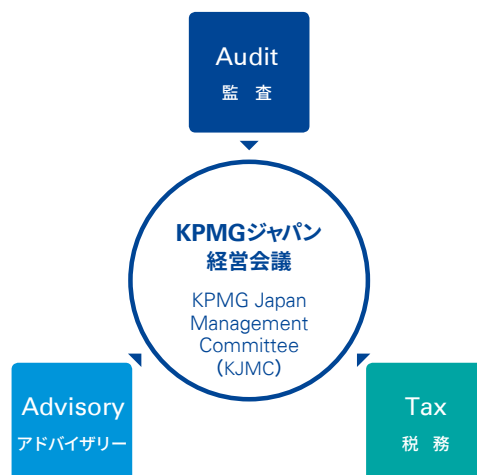 Audit
監 査
KPMGジャパン
経営会議
KPMG Japan
Management
Committee
（KJMC）
Advisory
アドバイザリー
Tax
税 務